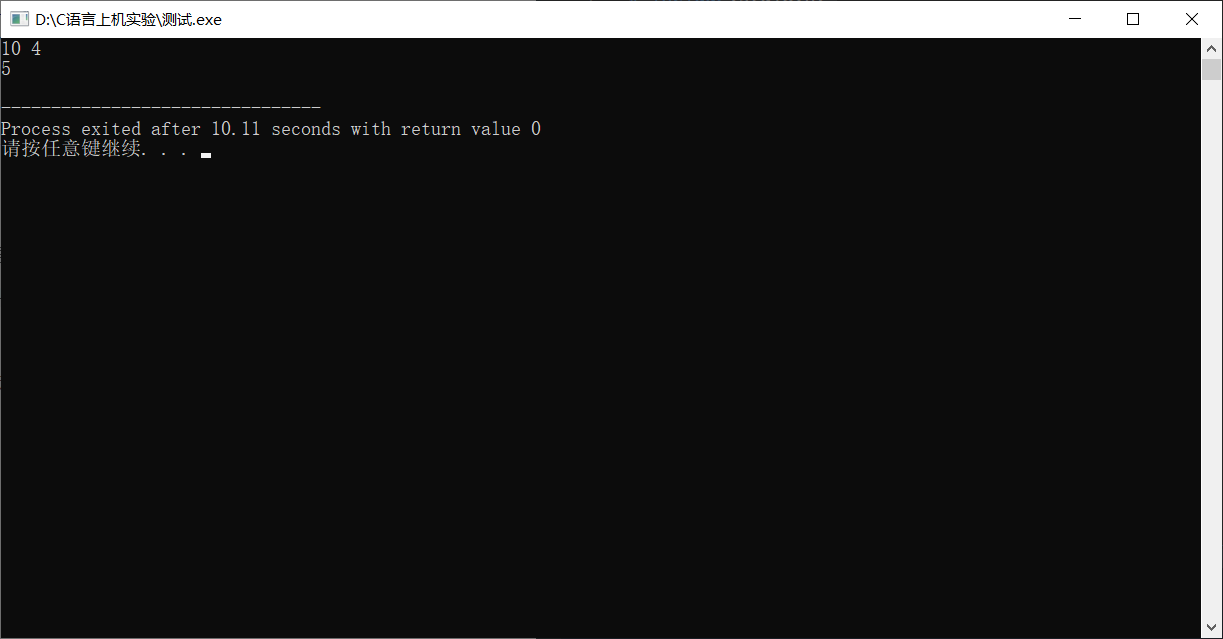 D:\C语言上机实验\测试.exe
10 4
5
--------------------------------
Process exited after 10.11 seconds with return value 0
请按任意键继续. . .